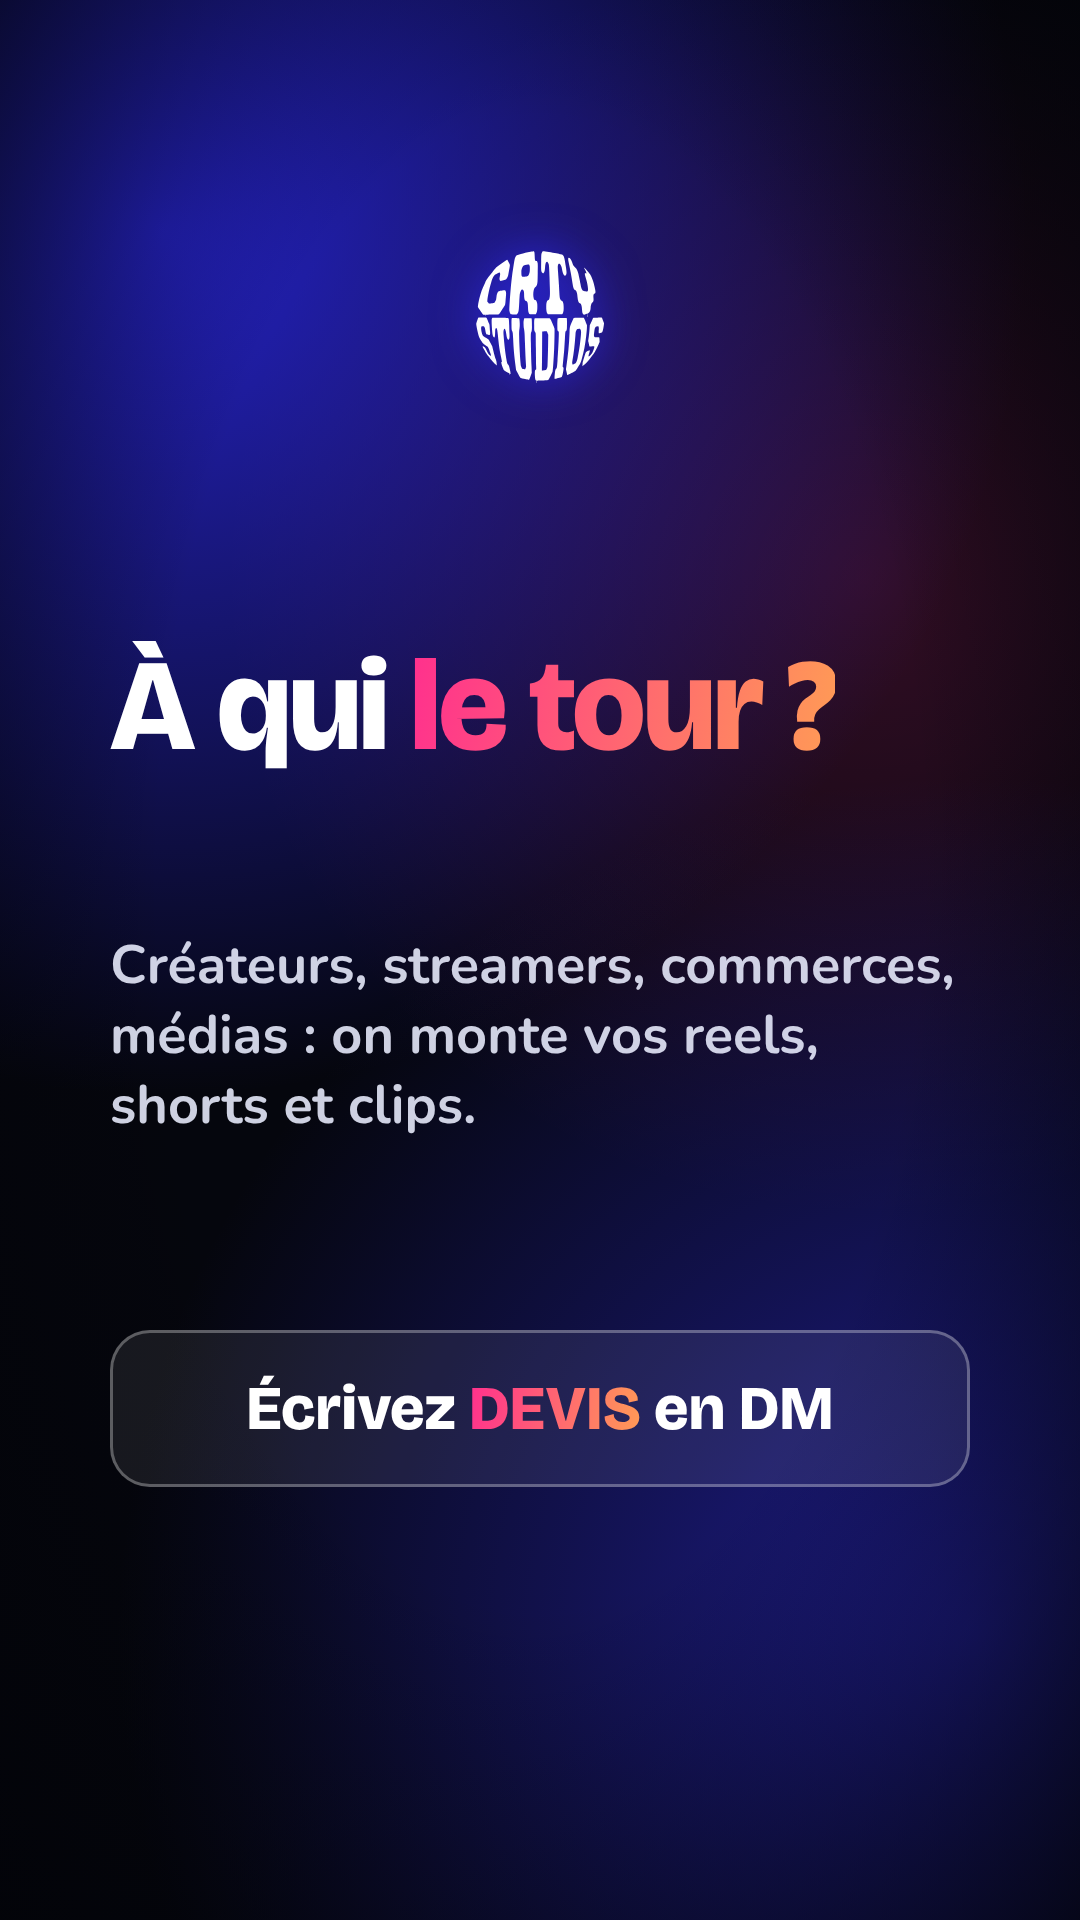 CRTV
STUDIOS
À qui le tour ?
Créateurs, streamers, commerces,
médias : on monte vos reels,
shorts et clips.
Écrivez DEVIS en DM